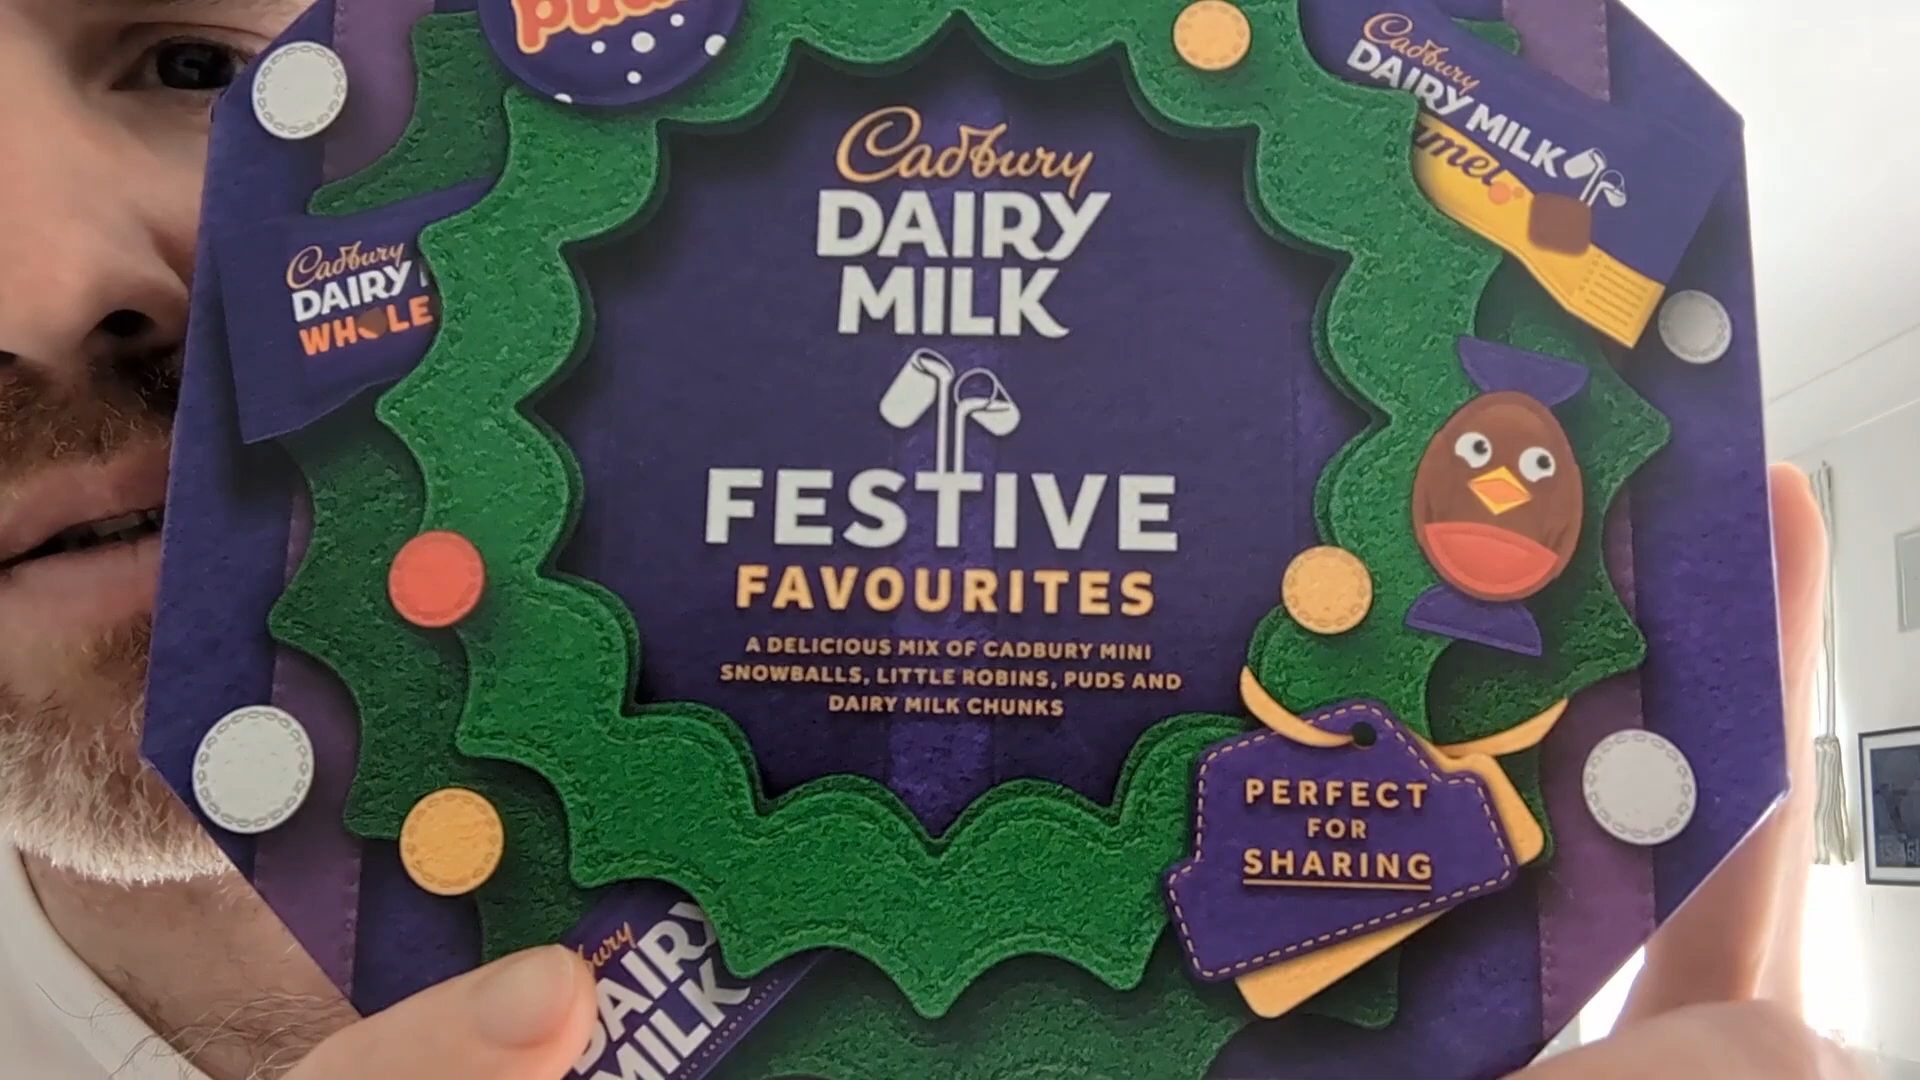 Cadbury
DAIRY MILK
Cadbury
DAIRY
WHOLE
Cadbury
DAIRY
MILK
FESTIVE
FAVOURITES
A DELICIOUS MIX OF CADBURY MINI
SNOWBALLS, LITTLE ROBINS, PUDS AND
DAIRY MILK CHUNKS
PERFECT
FOR
SHARING
DAIRY
MILK